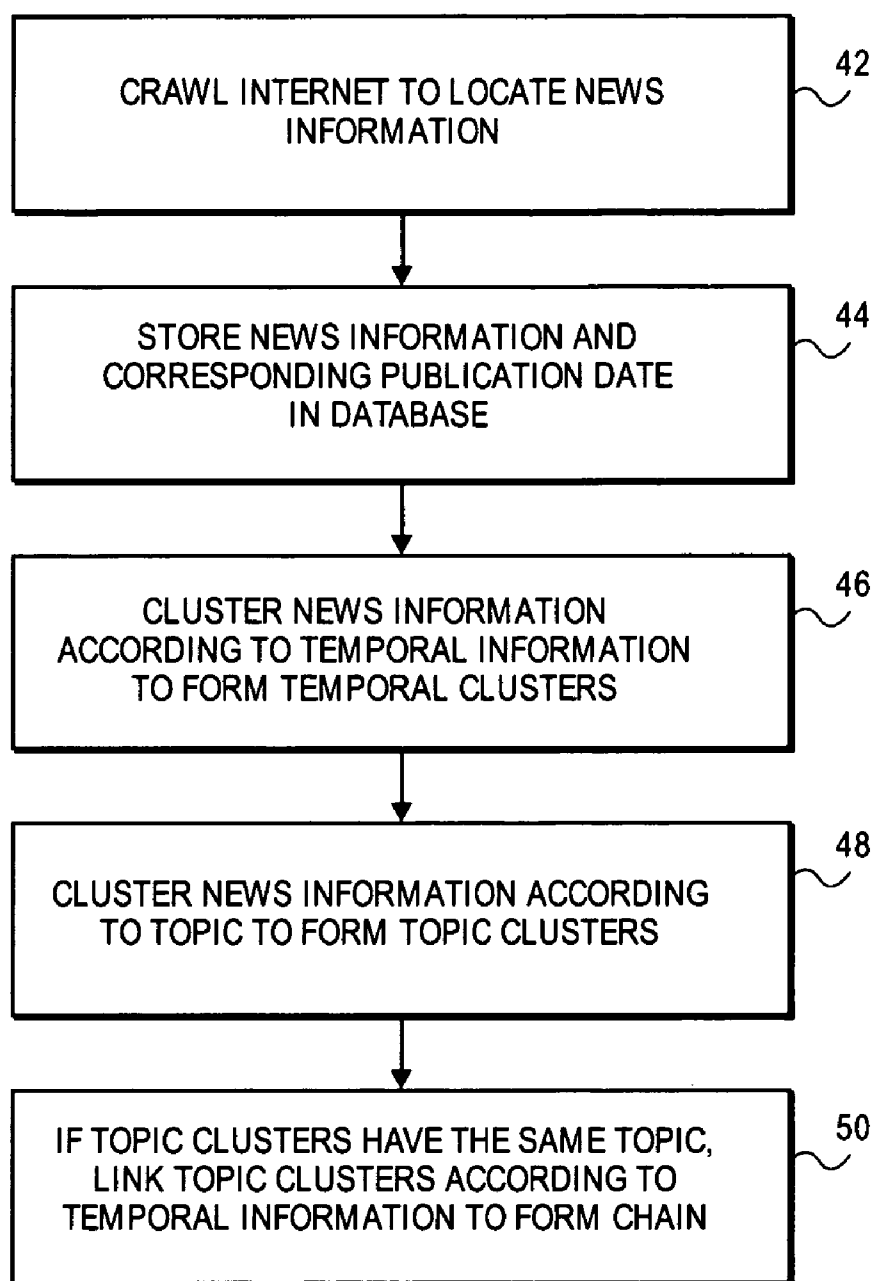 CRAWL INTERNET TO LOCATE NEWS
INFORMATION
42
STORE NEWS INFORMATION AND
CORRESPONDING PUBLICATION DATE
IN DATABASE
44
CLUSTER NEWS INFORMATION
ACCORDING TO TEMPORAL INFORMATION
TO FORM TEMPORAL CLUSTERS
46
CLUSTER NEWS INFORMATION ACCORDING
TO TOPIC TO FORM TOPIC CLUSTERS
48
IF TOPIC CLUSTERS HAVE THE SAME TOPIC,
LINK TOPIC CLUSTERS ACCORDING TO
TEMPORAL INFORMATION TO FORM CHAIN
50